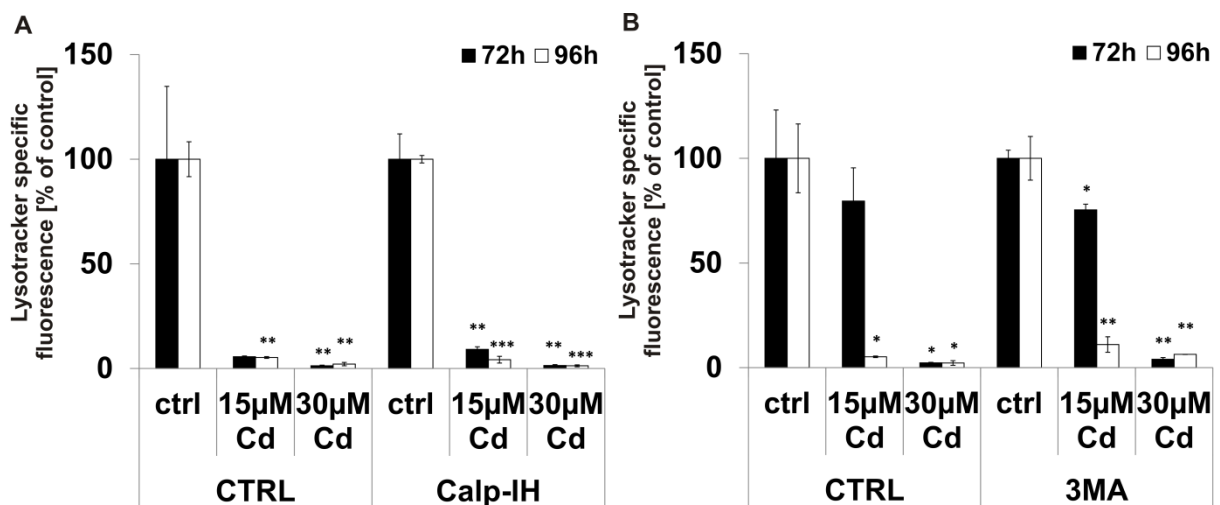 A
Lysotracker specific
fluorescence [% of control]
150
100
50
0
72h 96h
** ** ** ** *** ** ***
ctrl 15µM Cd 30µM Cd ctrl 15µM Cd 30µM Cd
CTRL Calp-IH
B
Lysotracker specific
fluorescence [% of control]
150
100
50
0
72h 96h
* * * * ** ** **
ctrl 15µM Cd 30µM Cd ctrl 15µM Cd 30µM Cd
CTRL 3MA